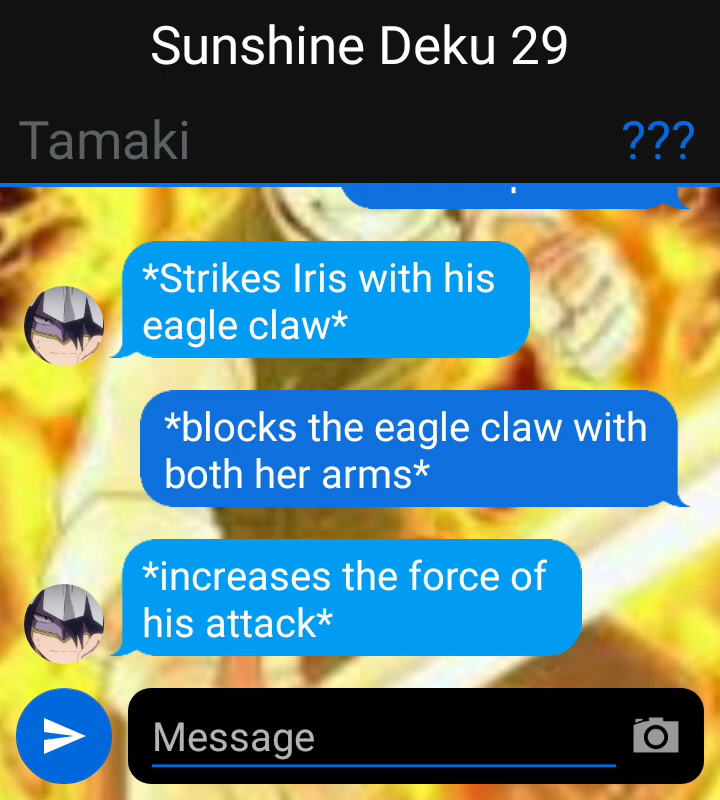 Sunshine Deku 29
Tamaki
???
*Strikes Iris with his
eagle claw*
*blocks the eagle claw with
both her arms*
*increases the force of
his attack*
Message